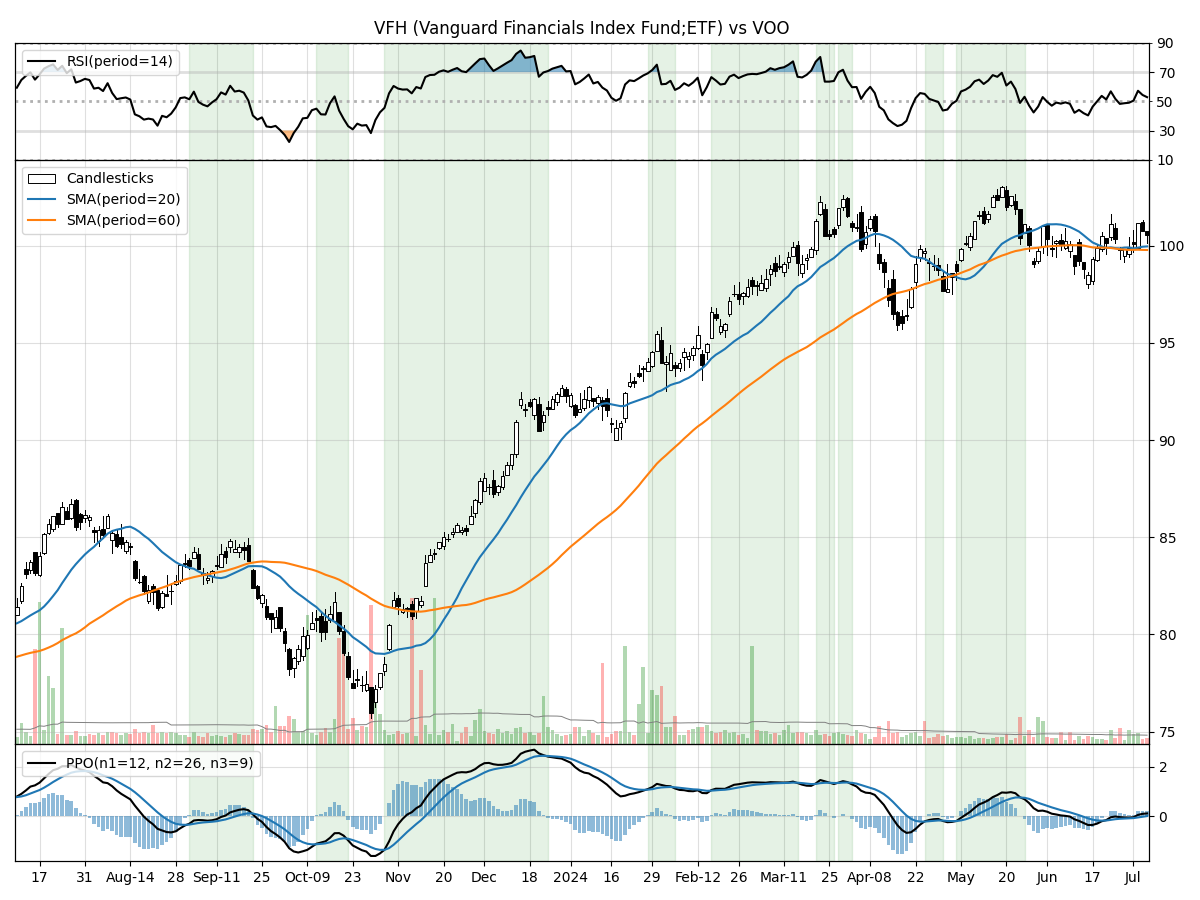 VFH (Vanguard Financials Index Fund;ETF) vs VOO
RSI(period=14)
90
70
50
30
10
Candlesticks
SMA(period=20)
SMA(period=60)
100
95
90
85
80
75
PPO(n1=12, n2=26, n3=9)
2
0
17 31 Aug-14 28 Sep-11 25 Oct-09 23 Nov 20 Dec 18 2024 16 29 Feb-12 26 Mar-11 25 Apr-08 22 May 20 Jun 17 Jul